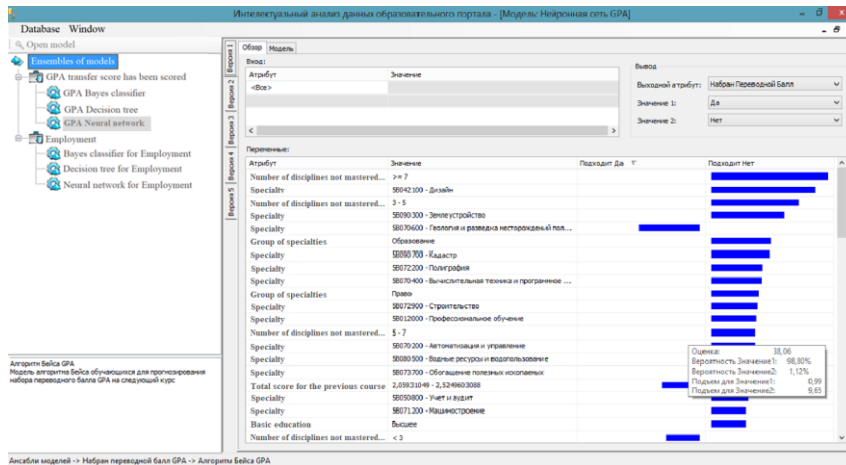 Интелектуальный анализ данных образовательного портала - [Модель: Нейронная сеть GPA]
Database Window
Open model
Ensembles of models
GPA transfer score has been scored
GPA Bayes classifier
GPA Decision tree
GPA Neural network
Employment
Bayes classifier for Employment
Decision tree for Employment
Neural network for Employment
Алгоритм Бейса GPA
Модель алгоритма Бейса обучающихся для прогнозирования
набора переводного балла GPA на следующий курс
Версия 1
Версия 2
Версия 3
Версия 4
Версия 5
Обзор Модель
Вход:
Атрибут Значение
<Все>
Вывод
Выходной атрибут: Набран Переводной Балл
Значение 1: Да
Значение 2: Нет
Переменные:
Атрибут Значение Подходит Да Подходит Нет
Number of disciplines not mastered... >= 7
Specialty 5B042100 - Дизайн
Number of disciplines not mastered... 3 - 5
Specialty 5B090300 - Землеустройство
Specialty 5B070600 - Геология и разведка месторождений пол...
Group of specialties Образование
Specialty 5B090700 - Кадастр
Specialty 5B072200 - Полиграфия
Specialty 5B070400 - Вычислительная техника и программное ...
Group of specialties Право
Specialty 5B072900 - Строительство
Specialty 5B012000 - Профессиональное обучение
Number of disciplines not mastered... 5 - 7
Specialty 5B070200 - Автоматизация и управление
Specialty 5B080500 - Водные ресурсы и водопользование
Specialty 5B073700 - Обогащение полезных ископаемых
Total score for the previous course 2,05931049 - 2,5249603088
Specialty 5B050800 - Учет и аудит
Specialty 5B071200 - Машиностроение
Basic education Высшее
Number of disciplines not mastered... < 3
Оценка: 38,06
Вероятность Значение1: 98,80%
Вероятность Значение2: 1,12%
Подъем для Значение1: 0,99
Подъем для Значение2: 9,65
Ансабли моделей -> Набран переводной балл GPA -> Алгоритм Бейса GPA